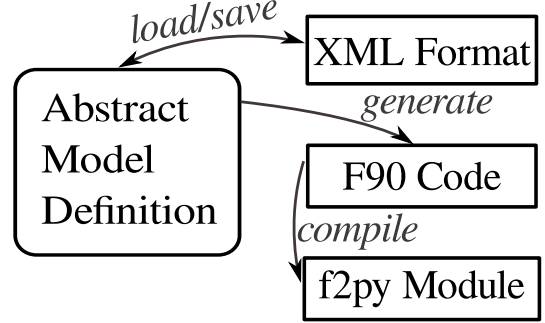 load/save
XML Format
Abstract
Model
Definition
generate
F90 Code
compile
f2py Module